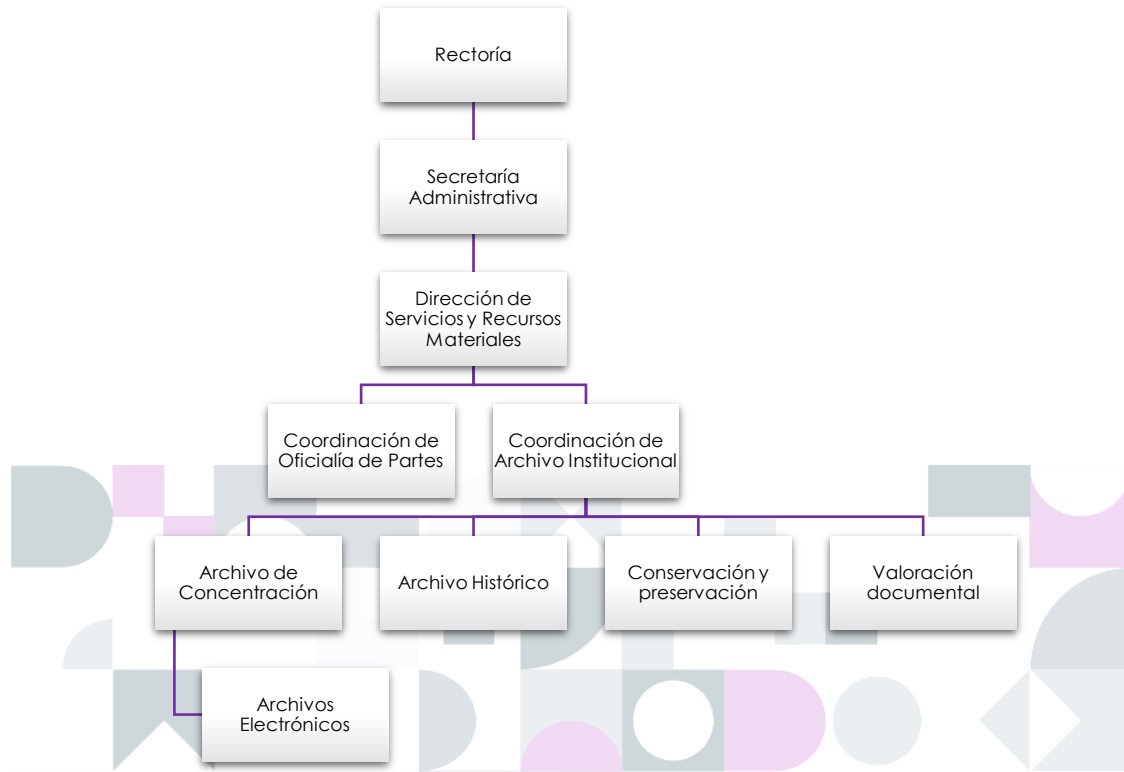 Rectoría
Secretaría
Administrativa
Dirección de
Servicios y Recursos
Materiales
Coordinación de
Oficialía de Partes
Coordinación de
Archivo Institucional
Archivo de
Concentración
Archivo Histórico
Conservación y
preservación
Valoración
documental
Archivos
Electrónicos